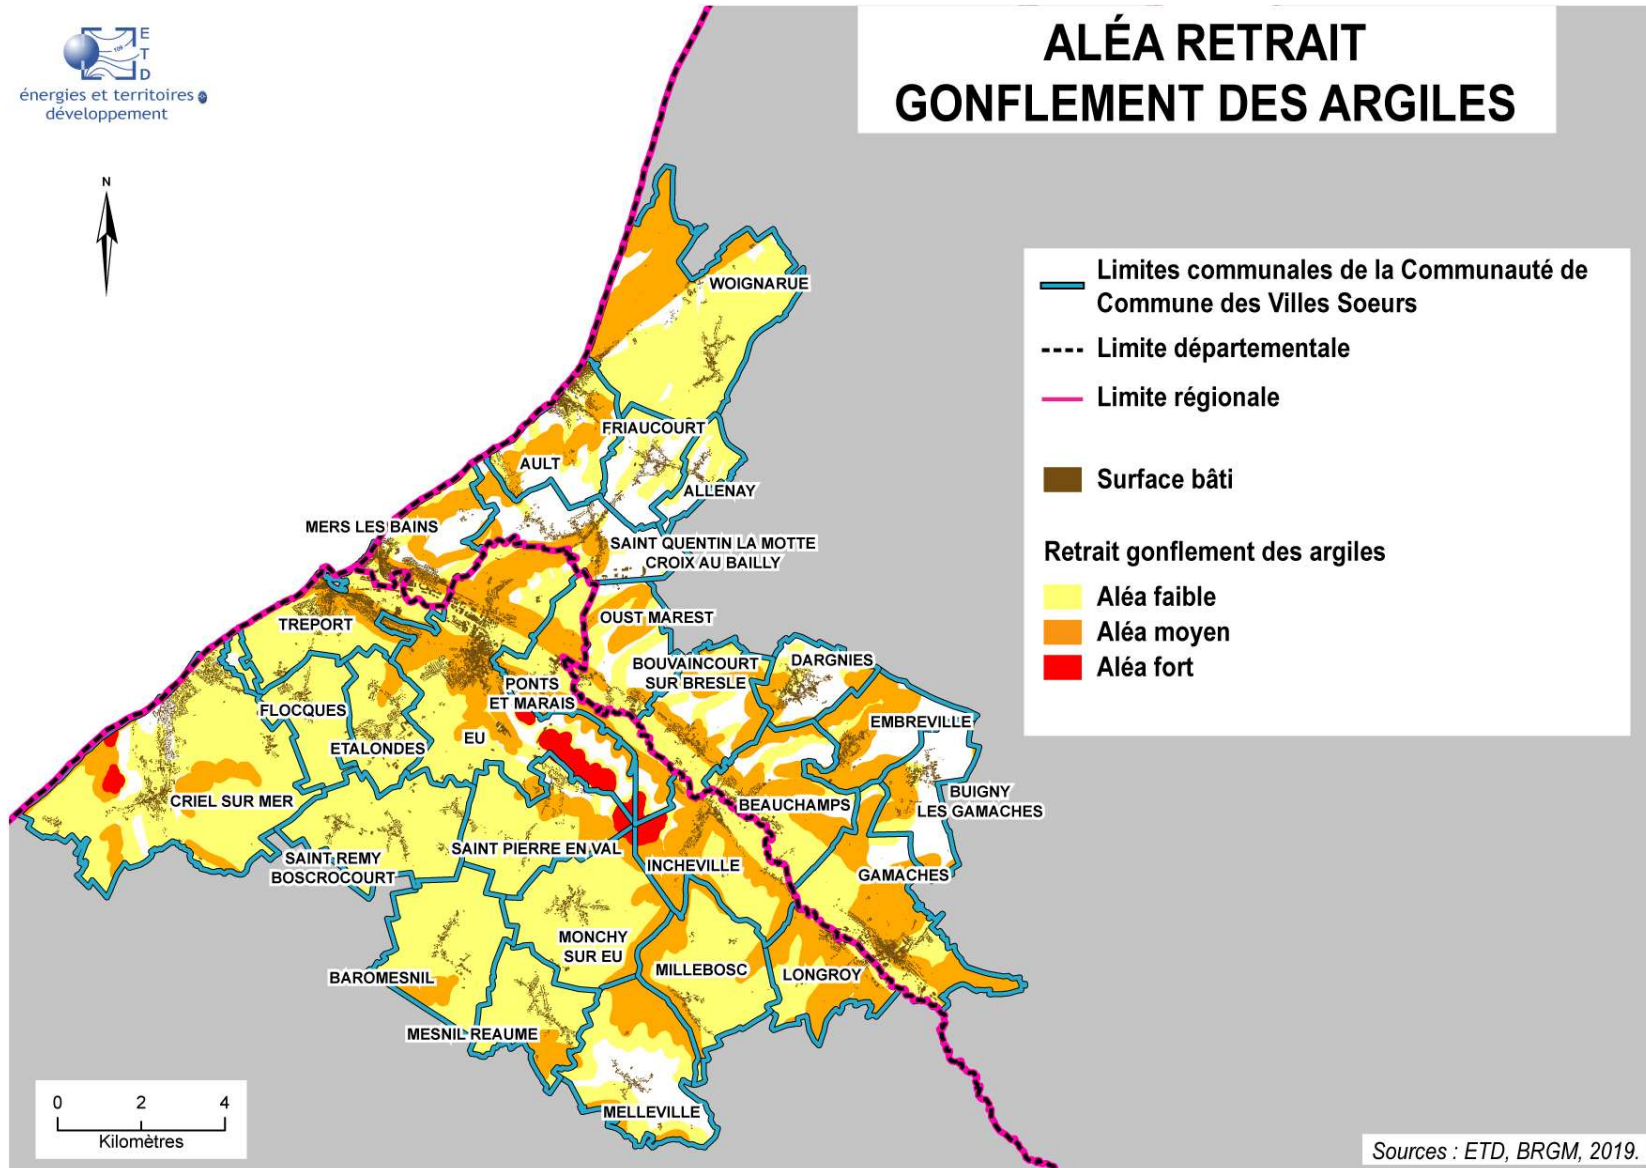 E
T
D
énergies et territoires
développement
ALÉA RETRAIT
GONFLEMENT DES ARGILES
N
Limites communales de la Communauté de
Commune des Villes Soeurs
Limite départementale
Limite régionale
Surface bâti
Retrait gonflement des argiles
Aléa faible
Aléa moyen
Aléa fort
WOIGNARUE
FRIAUCOURT
AULT
ALLENAY
MERS LES BAINS
SAINT QUENTIN LA MOTTE
CROIX AU BAILLY
TREPORT
OUST MAREST
BOUVAINCOURT
SUR BRESLE
DARGNIES
PONTS
ET MARAIS
FLOCQUES
EMBREVILLE
ETALONDES
EU
CRIEL SUR MER
BEAUCHAMPS
BUIGNY
LES GAMACHES
SAINT REMY
BOSCROCOURT
SAINT PIERRE EN VAL
INCHEVILLE
GAMACHES
MONCHY
SUR EU
BAROMESNIL
MILLEBOSC
LONGROY
MESNIL REAUME
MELLEVILLE
0 2 4
Kilomètres
Sources : ETD, BRGM, 2019.